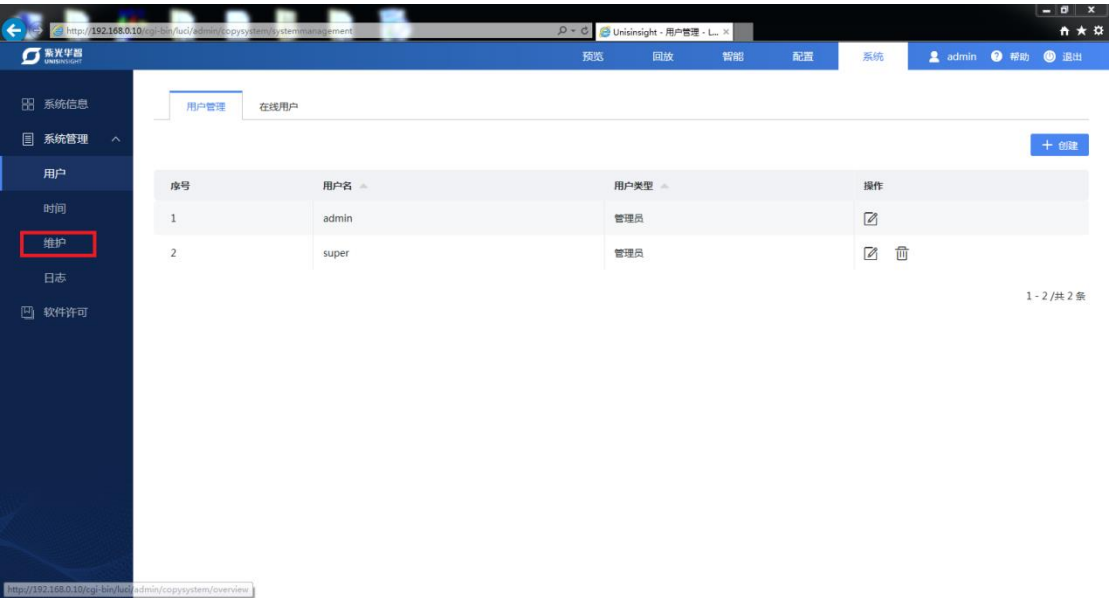 http://192.168.0.10/cgi-bin/luci/admin/copysystem/systemmanagement
Unisinsight - 用户管理 - L...
紫光华智
UNISINSIGHT
预览 回放 智能 配置 系统 admin 帮助 退出
系统信息
系统管理
用户
时间
维护
日志
软件许可
用户管理 在线用户
创建
序号 用户名 用户类型 操作
1 admin 管理员
2 super 管理员
1 - 2 /共 2 条
http://192.168.0.10/cgi-bin/luci/admin/copysystem/overview